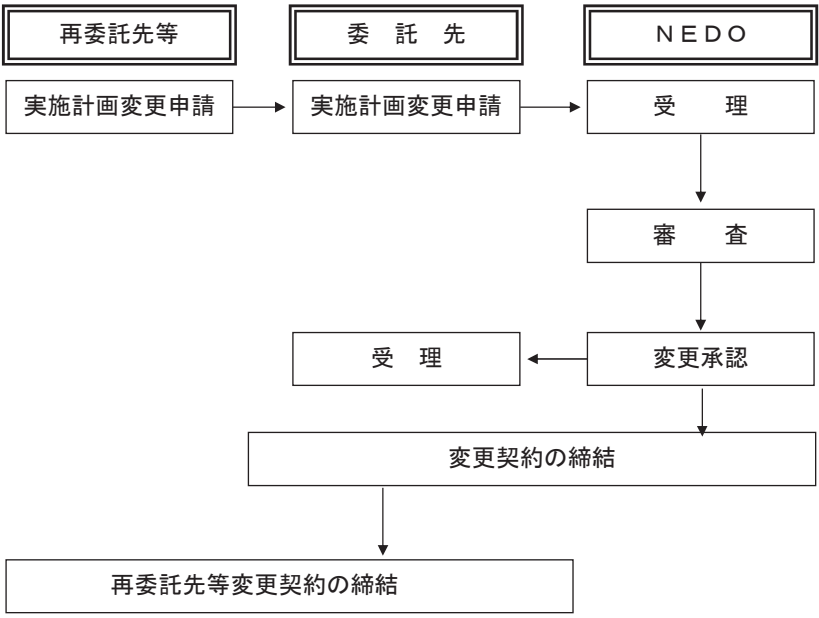 再委託先等
委 託 先
NEDO
実施計画変更申請
実施計画変更申請
受 理
審 査
受 理
変更承認
変更契約の締結
再委託先等変更契約の締結